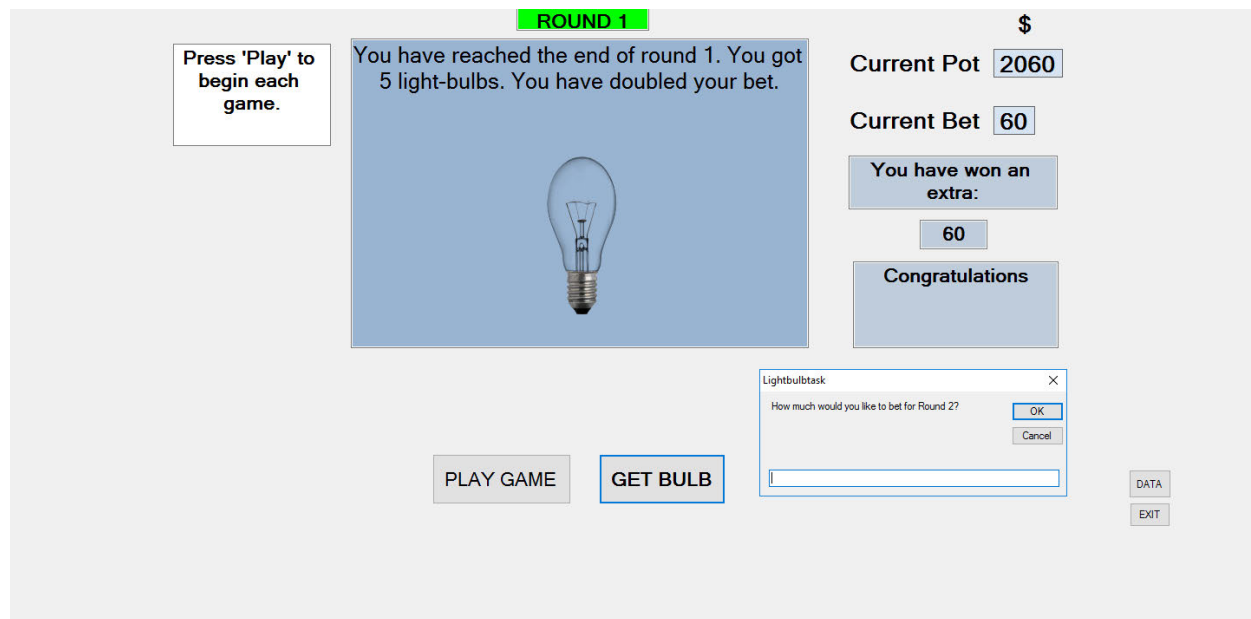 ROUND 1
$
Press 'Play' to
begin each
game.
You have reached the end of round 1. You got
5 light-bulbs. You have doubled your bet.
Current Pot 2060
Current Bet 60
You have won an
extra:
60
Congratulations
Lightbulbtask
How much would you like to bet for Round 2?
OK
Cancel
PLAY GAME
GET BULB
DATA
EXIT